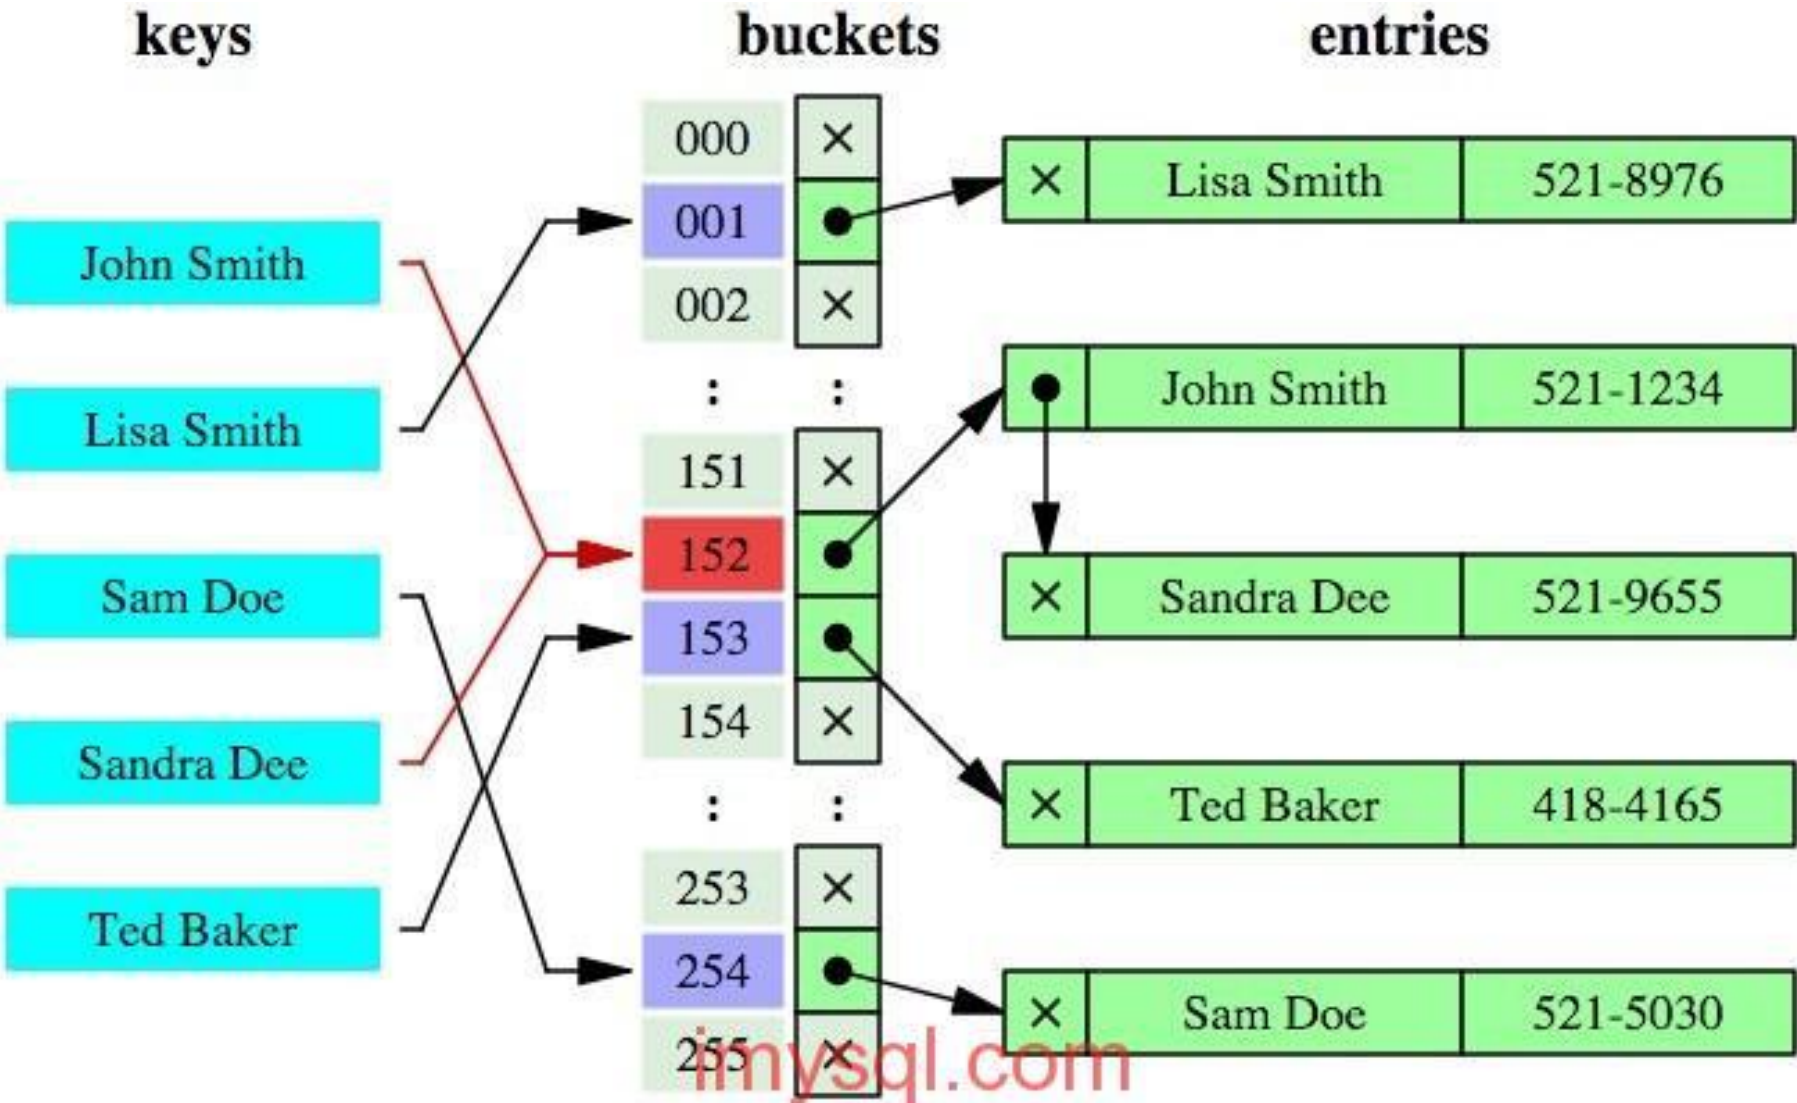 keys
buckets
entries
John Smith
Lisa Smith
Sam Doe
Sandra Dee
Ted Baker
000
001
002
:
:
151
152
153
154
:
:
253
254
255
Lisa Smith 521-8976
John Smith 521-1234
Sandra Dee 521-9655
Ted Baker 418-4165
Sam Doe 521-5030
imysql.com